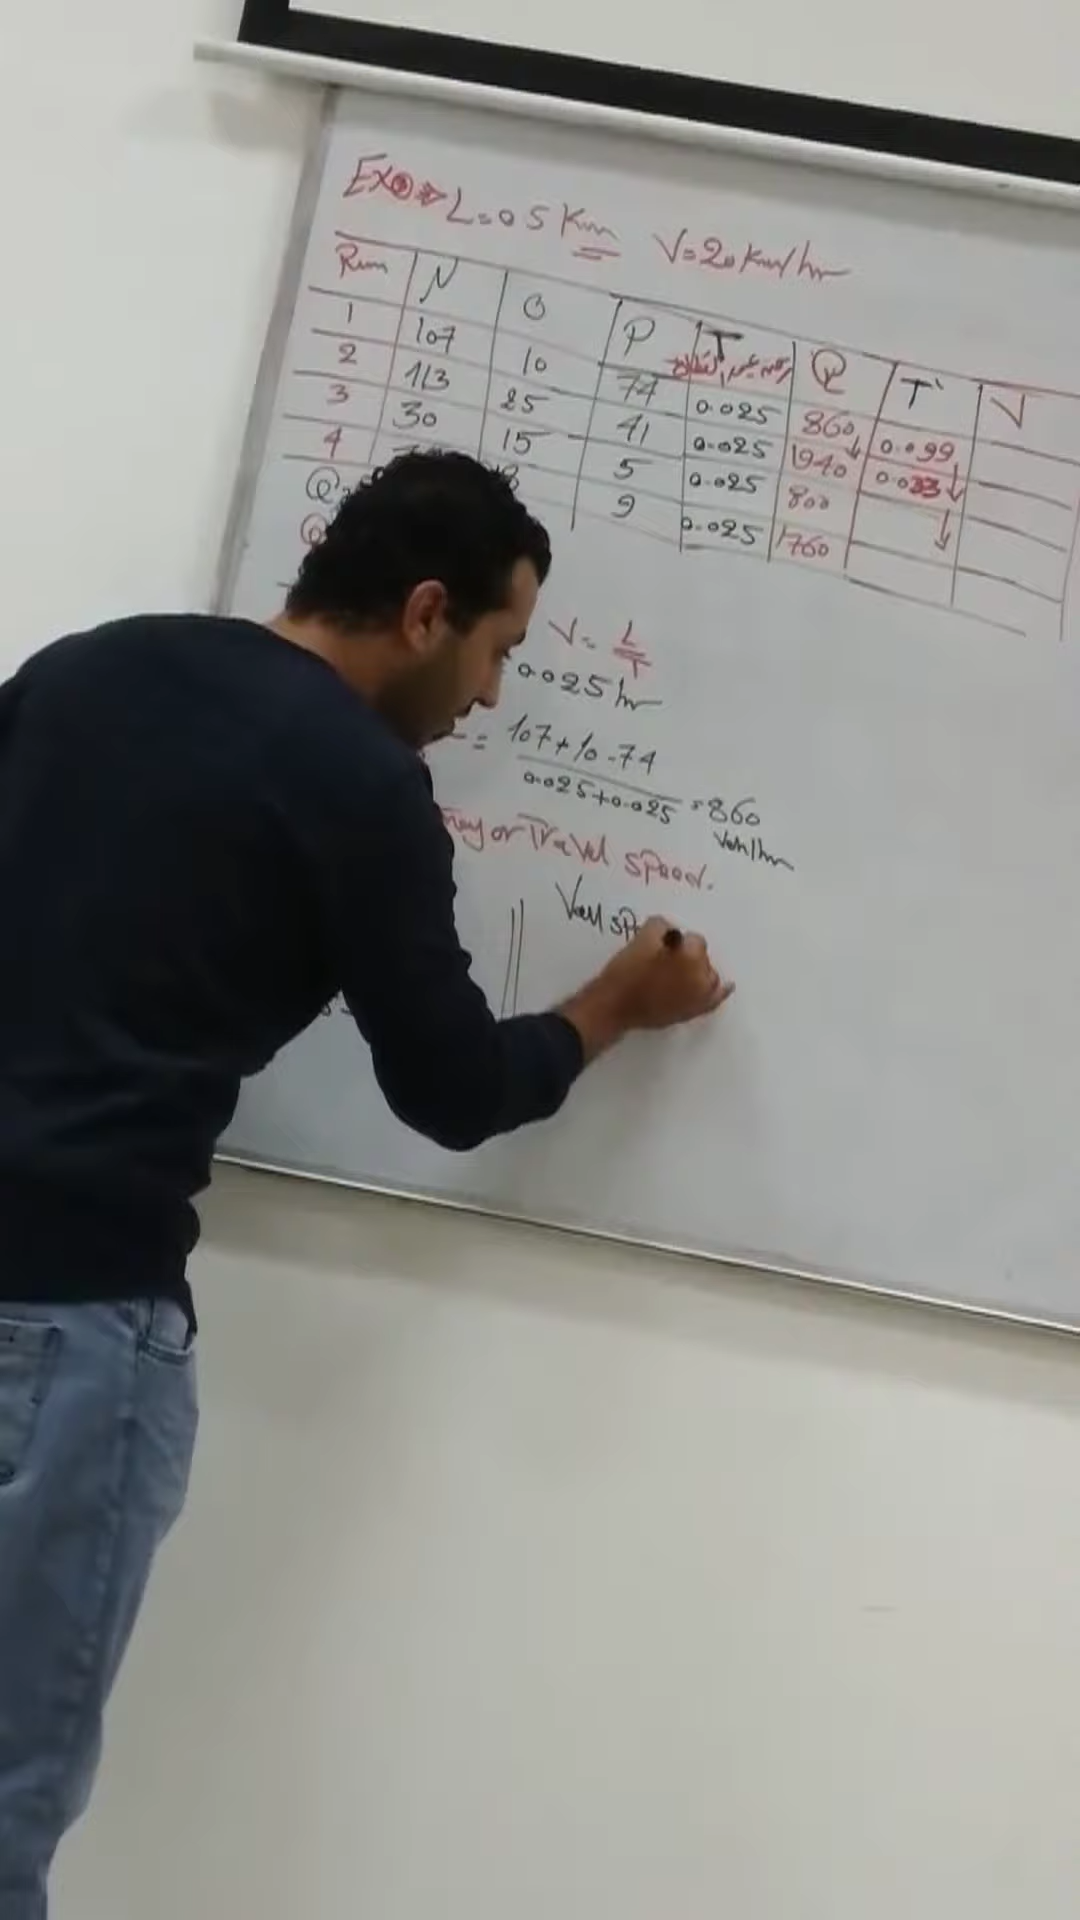 Ex L=0.5 Km V=20 Km/hr
Run N O P T Q T' V
1 107 10 74 0.025 860 0.099
2 113 25 41 0.025 1940 0.033
3 30 15 5 0.025 800
4 8 9 0.025 1760
V= L/T
0.025 hr
= 107+10-74 / 0.025+0.025 = 860
Veh/hr
or Travel speed.